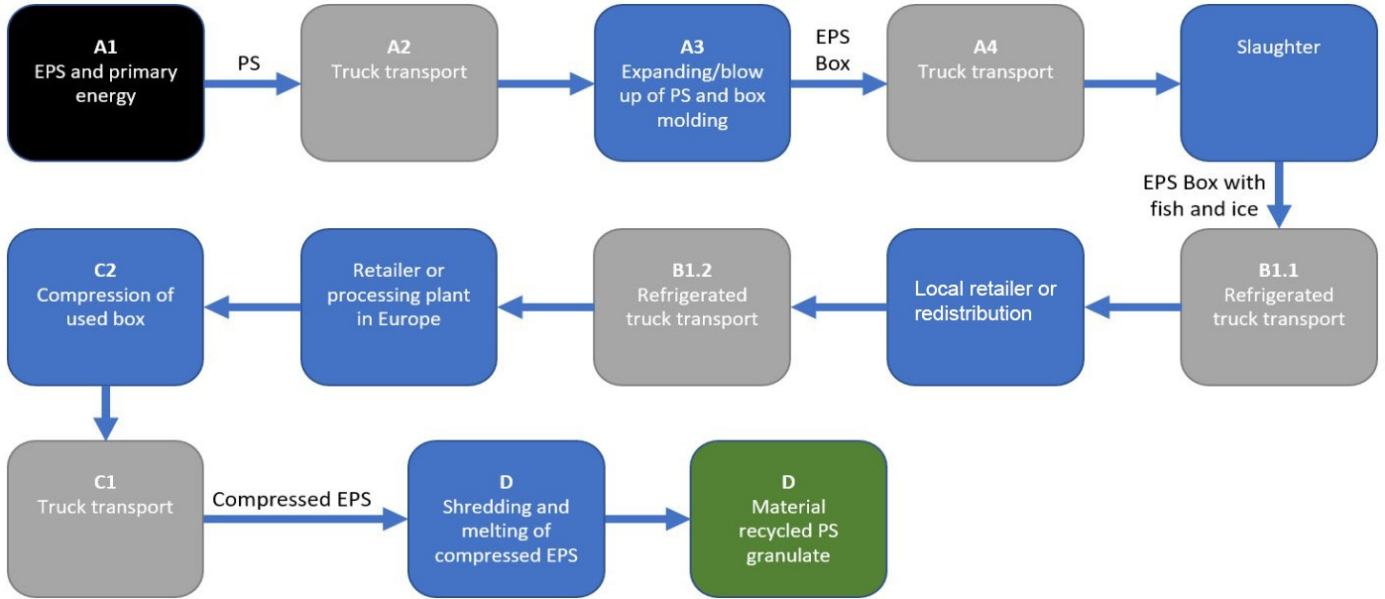 A1
EPS and primary
energy
PS
A2
Truck transport
A3
Expanding/blow
up of PS and box
molding
EPS
Box
A4
Truck transport
Slaughter
EPS Box with
fish and ice
B1.1
Refrigerated
truck transport
Local retailer or
redistribution
B1.2
Refrigerated
truck transport
Retailer or
processing plant
in Europe
C2
Compression of
used box
C1
Truck transport
Compressed EPS
D
Shredding and
melting of
compressed EPS
D
Material
recycled PS
granulate